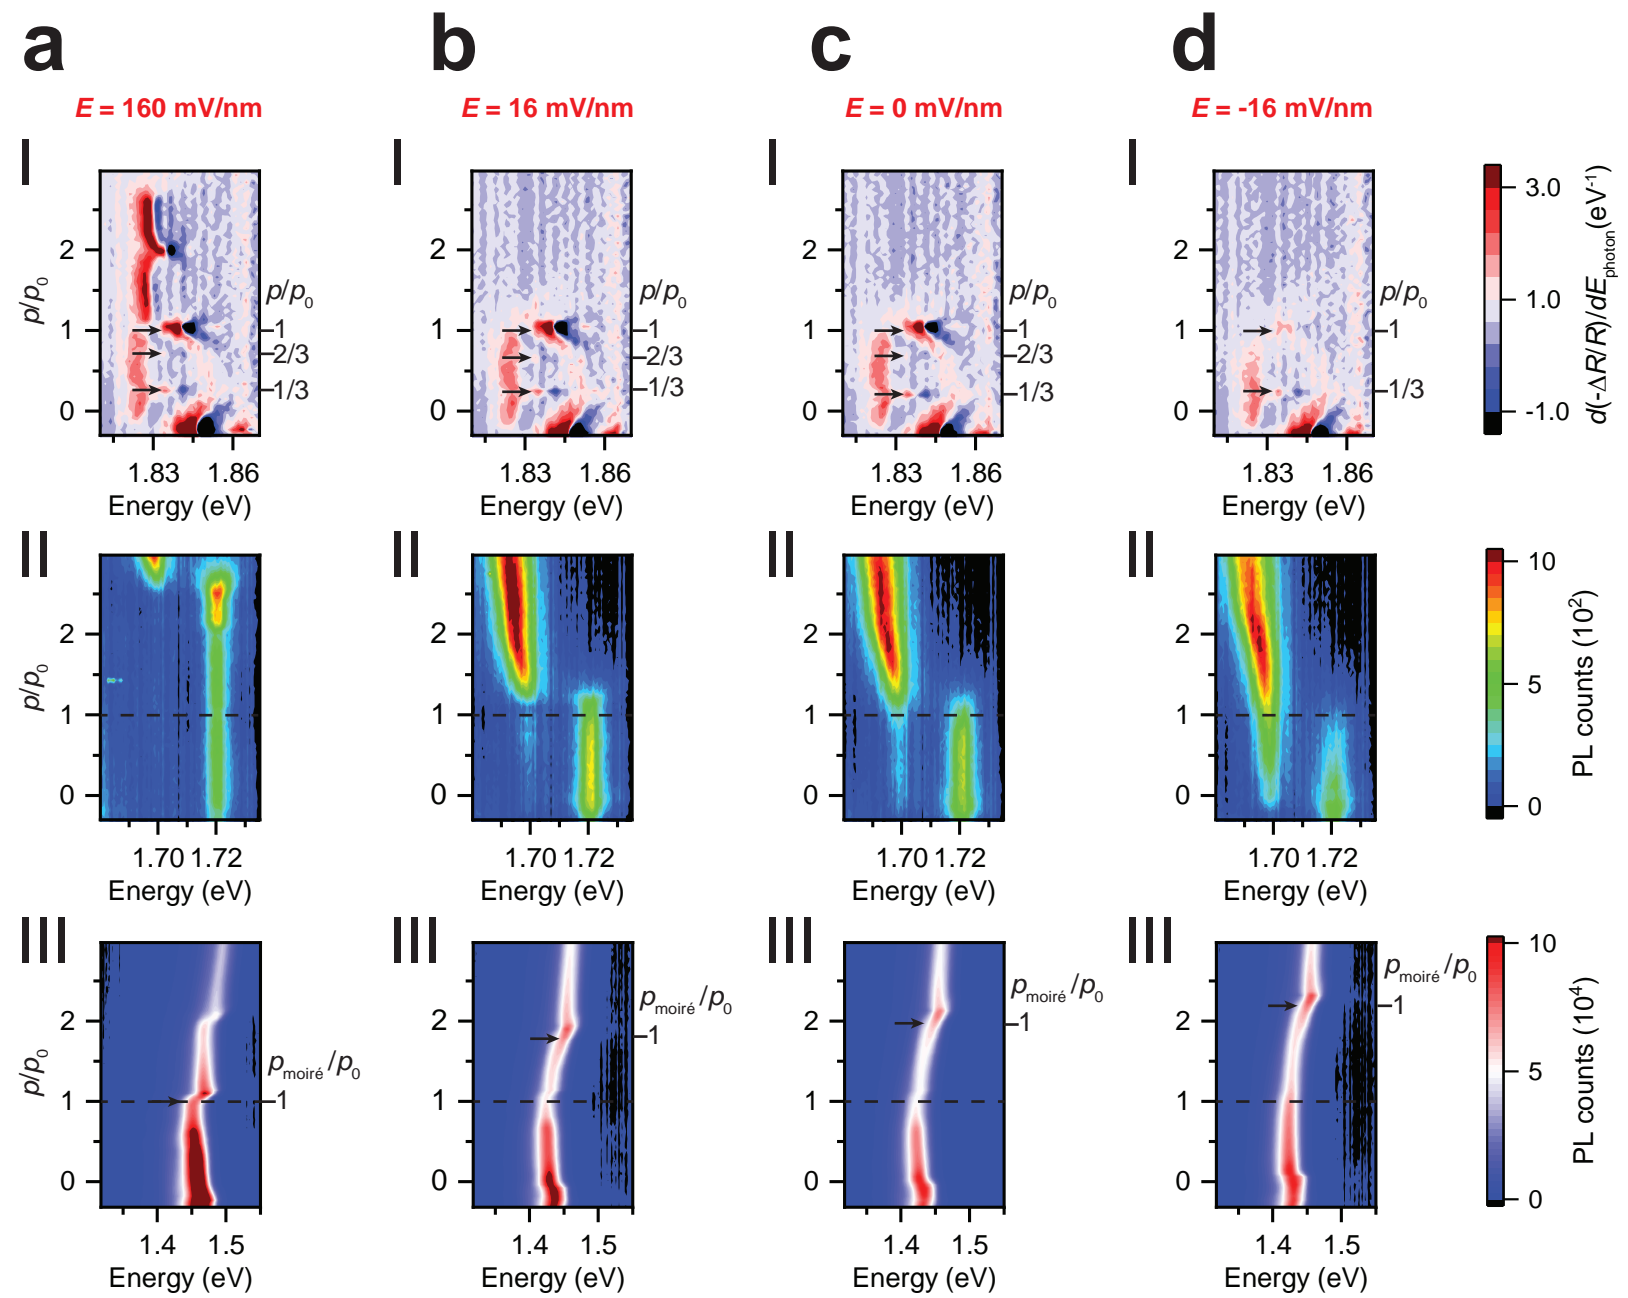 a b c d
E = 160 mV/nm E = 16 mV/nm E = 0 mV/nm E = -16 mV/nm
I I I I
2 1 0 p/p0
p/p0 1 2/3 1/3
1.83 1.86
Energy (eV)
2 1 0
p/p0 1 2/3 1/3
1.83 1.86
Energy (eV)
2 1 0
p/p0 1 2/3 1/3
1.83 1.86
Energy (eV)
2 1 0
p/p0 1 1/3
1.83 1.86
Energy (eV)
3.0 1.0 -1.0
d(-ΔR/R)/dEphoton(eV-1)
II II II II
2 1 0 p/p0
1.70 1.72
Energy (eV)
2 1 0
1.70 1.72
Energy (eV)
2 1 0
1.70 1.72
Energy (eV)
2 1 0
1.70 1.72
Energy (eV)
10 5 0
PL counts (10²)
III III III III
2 1 0 p/p0
pmoiré/p0 1
1.4 1.5
Energy (eV)
2 1 0
pmoiré/p0 1
1.4 1.5
Energy (eV)
2 1 0
pmoiré/p0 1
1.4 1.5
Energy (eV)
2 1 0
pmoiré/p0 1
1.4 1.5
Energy (eV)
10 5 0
PL counts (10⁴)